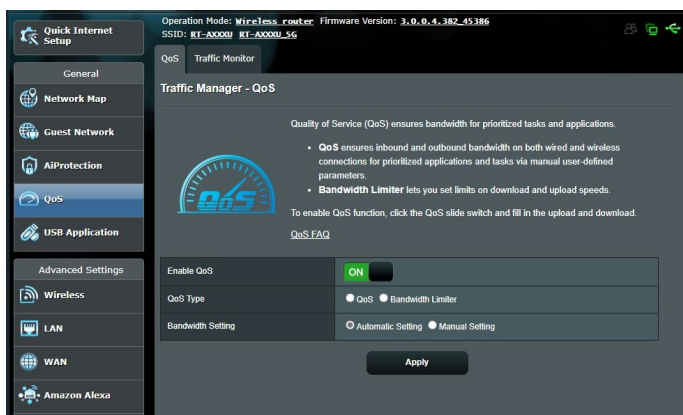 Quick Internet
Setup
General
Network Map
Guest Network
AiProtection
QoS
USB Application
Advanced Settings
Wireless
LAN
WAN
Amazon Alexa
Operation Mode: Wireless router Firmware Version: 3.0.0.4.382_45386
SSID: RT-AXXXU RT-AXXXU_5G
QoS Traffic Monitor
Traffic Manager - QoS
QoS
Quality of Service (QoS) ensures bandwidth for prioritized tasks and applications.
• QoS ensures inbound and outbound bandwidth on both wired and wireless
connections for prioritized applications and tasks via manual user-defined
parameters.
• Bandwidth Limiter lets you set limits on download and upload speeds.
To enable QoS function, click the QoS slide switch and fill in the upload and download.
QoS FAQ
Enable QoS ON
QoS Type QoS Bandwidth Limiter
Bandwidth Setting Automatic Setting Manual Setting
Apply